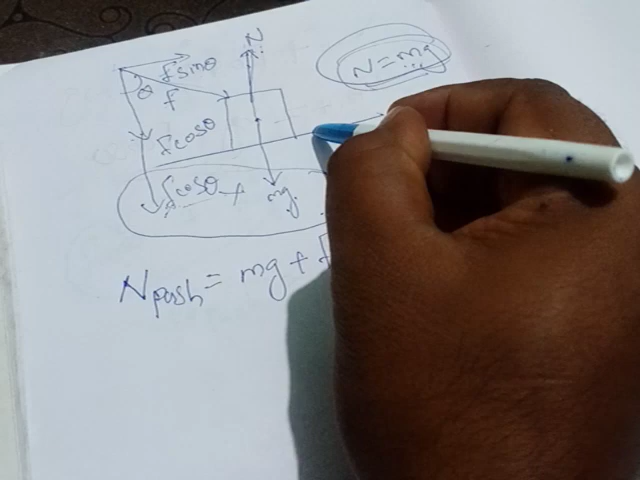 N
N = mg
F sinθ
θ
F
F cosθ
F cosθ + mg
N push = mg + F